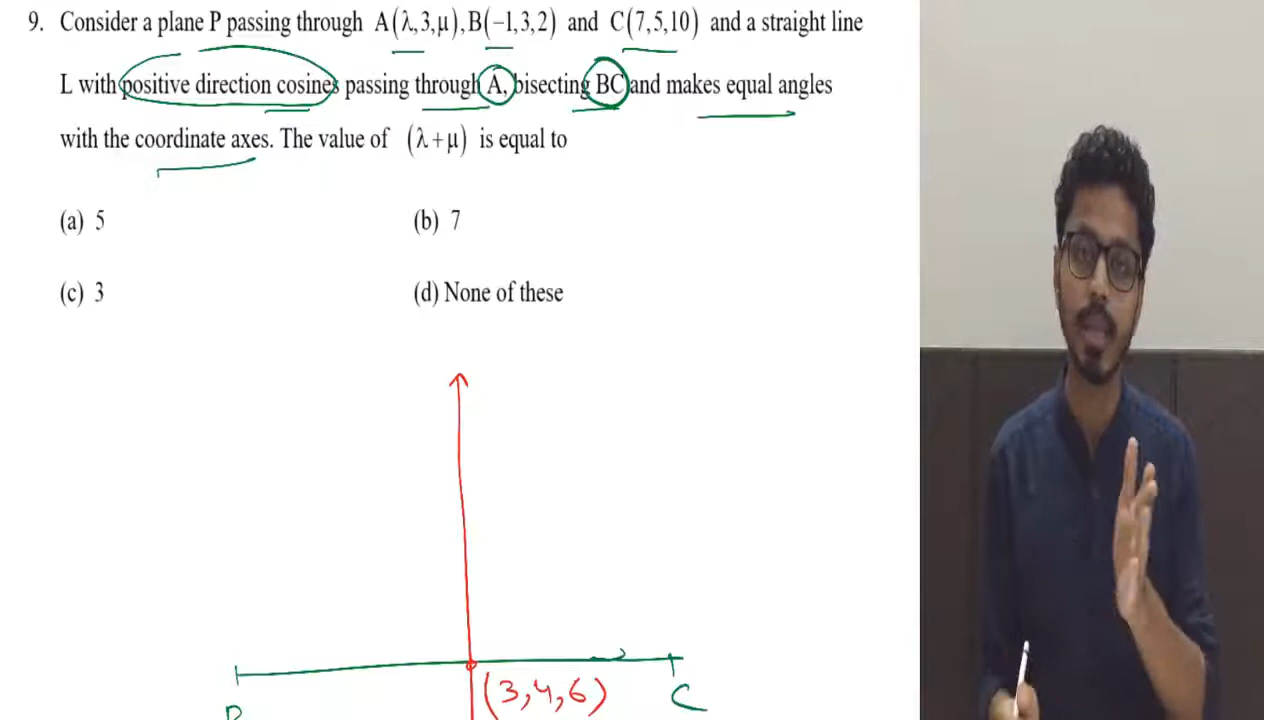 9. Consider a plane P passing through A(λ,3,μ), B(−1,3,2) and C(7,5,10) and a straight line
L with positive direction cosines passing through A, bisecting BC and makes equal angles
with the coordinate axes. The value of (λ+μ) is equal to
(a) 5 (b) 7
(c) 3 (d) None of these
(3,4,6)
C